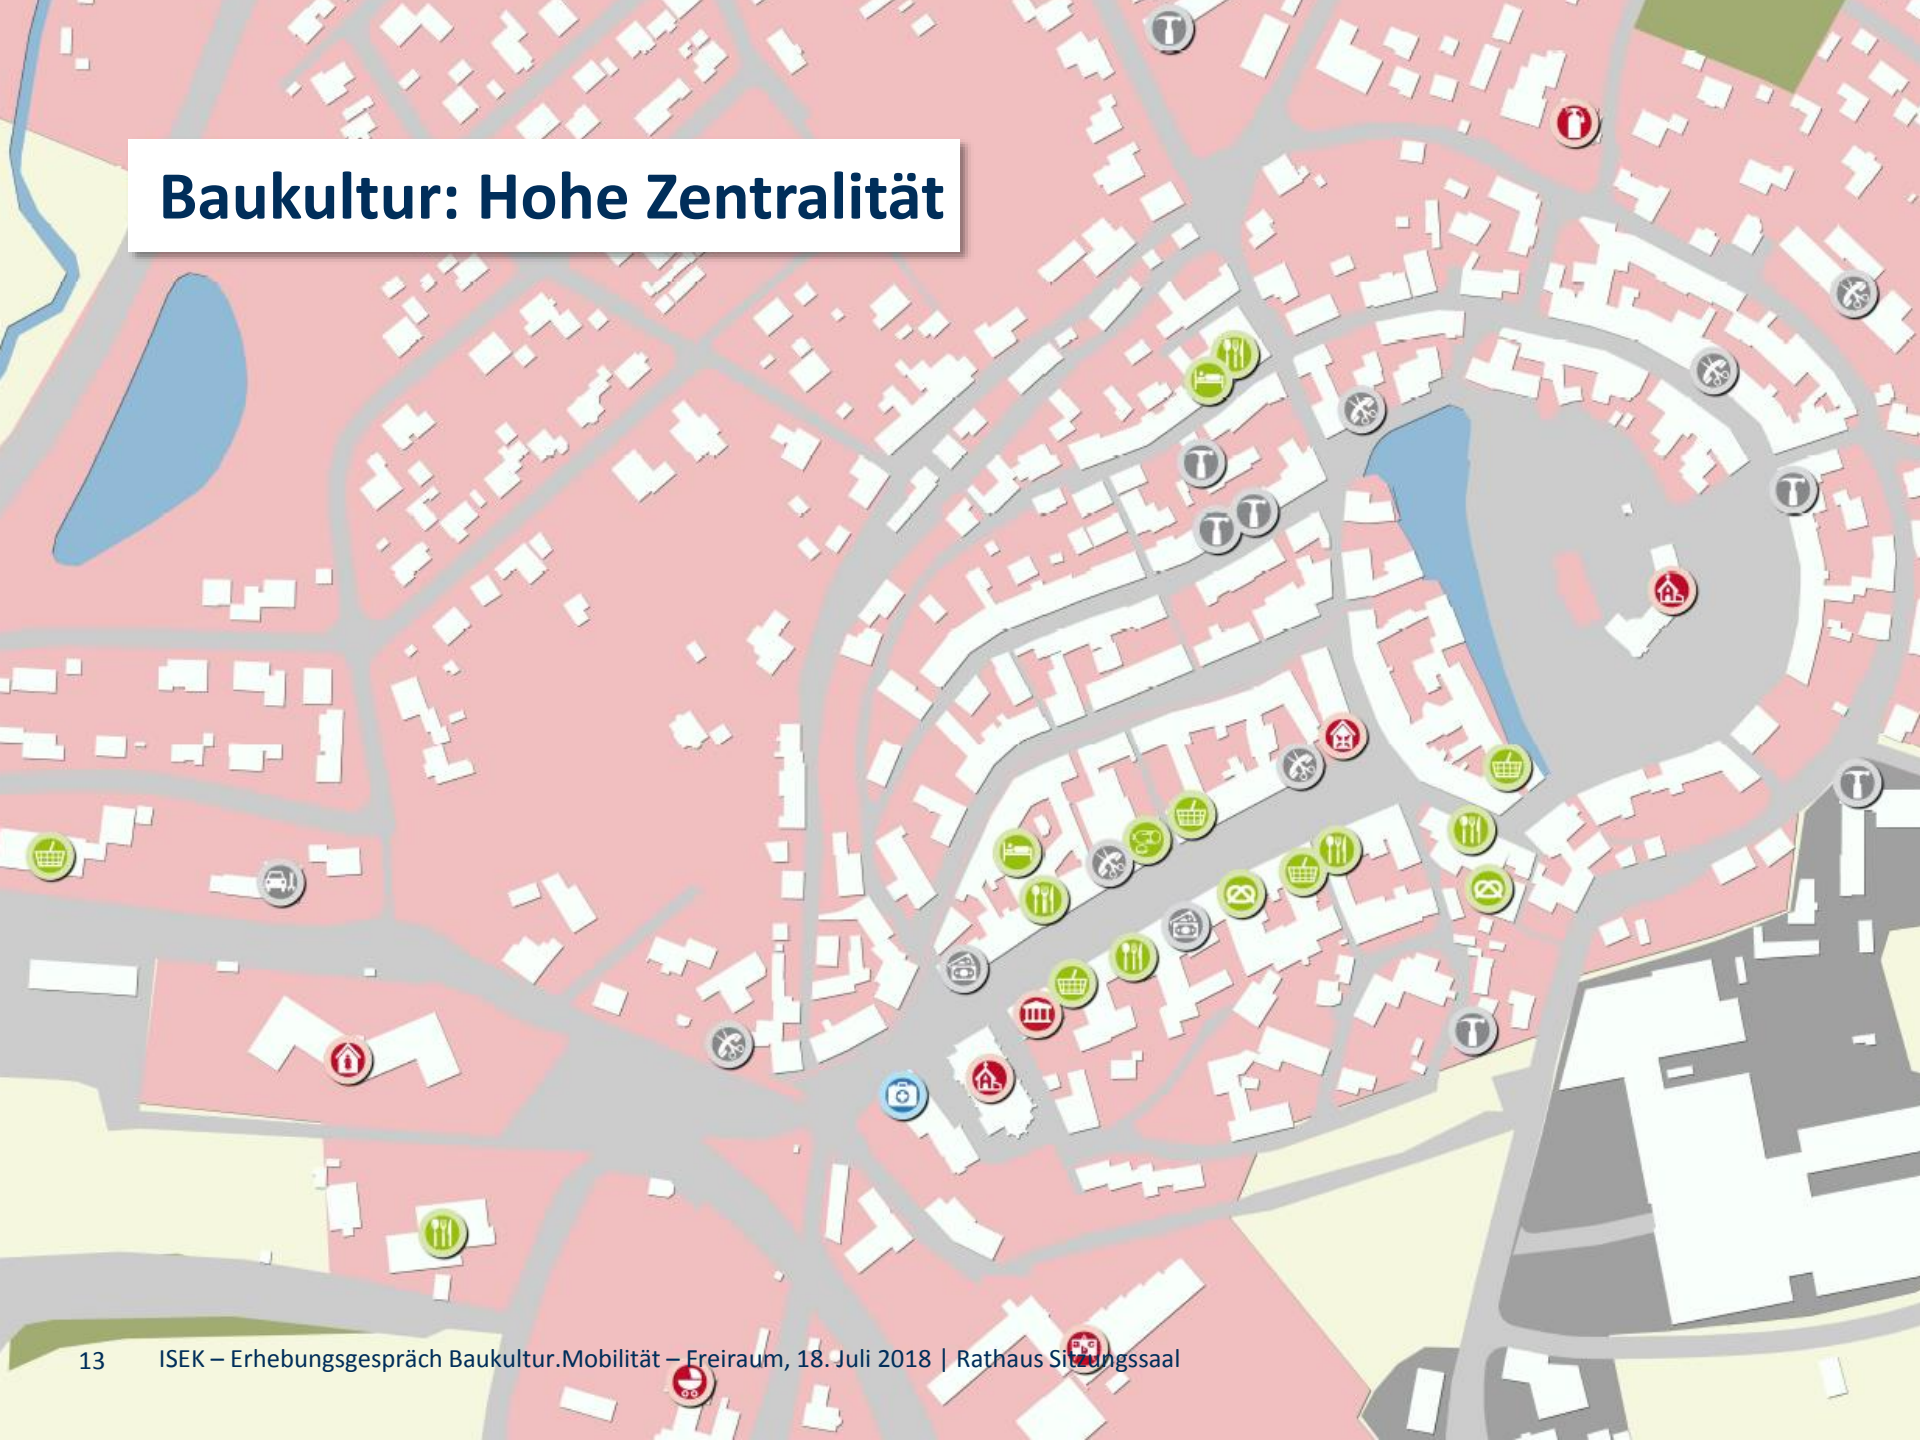 Baukultur: Hohe Zentralität
13 ISEK – Erhebungsgespräch Baukultur.Mobilität – Freiraum, 18. Juli 2018 | Rathaus Sitzungssaal